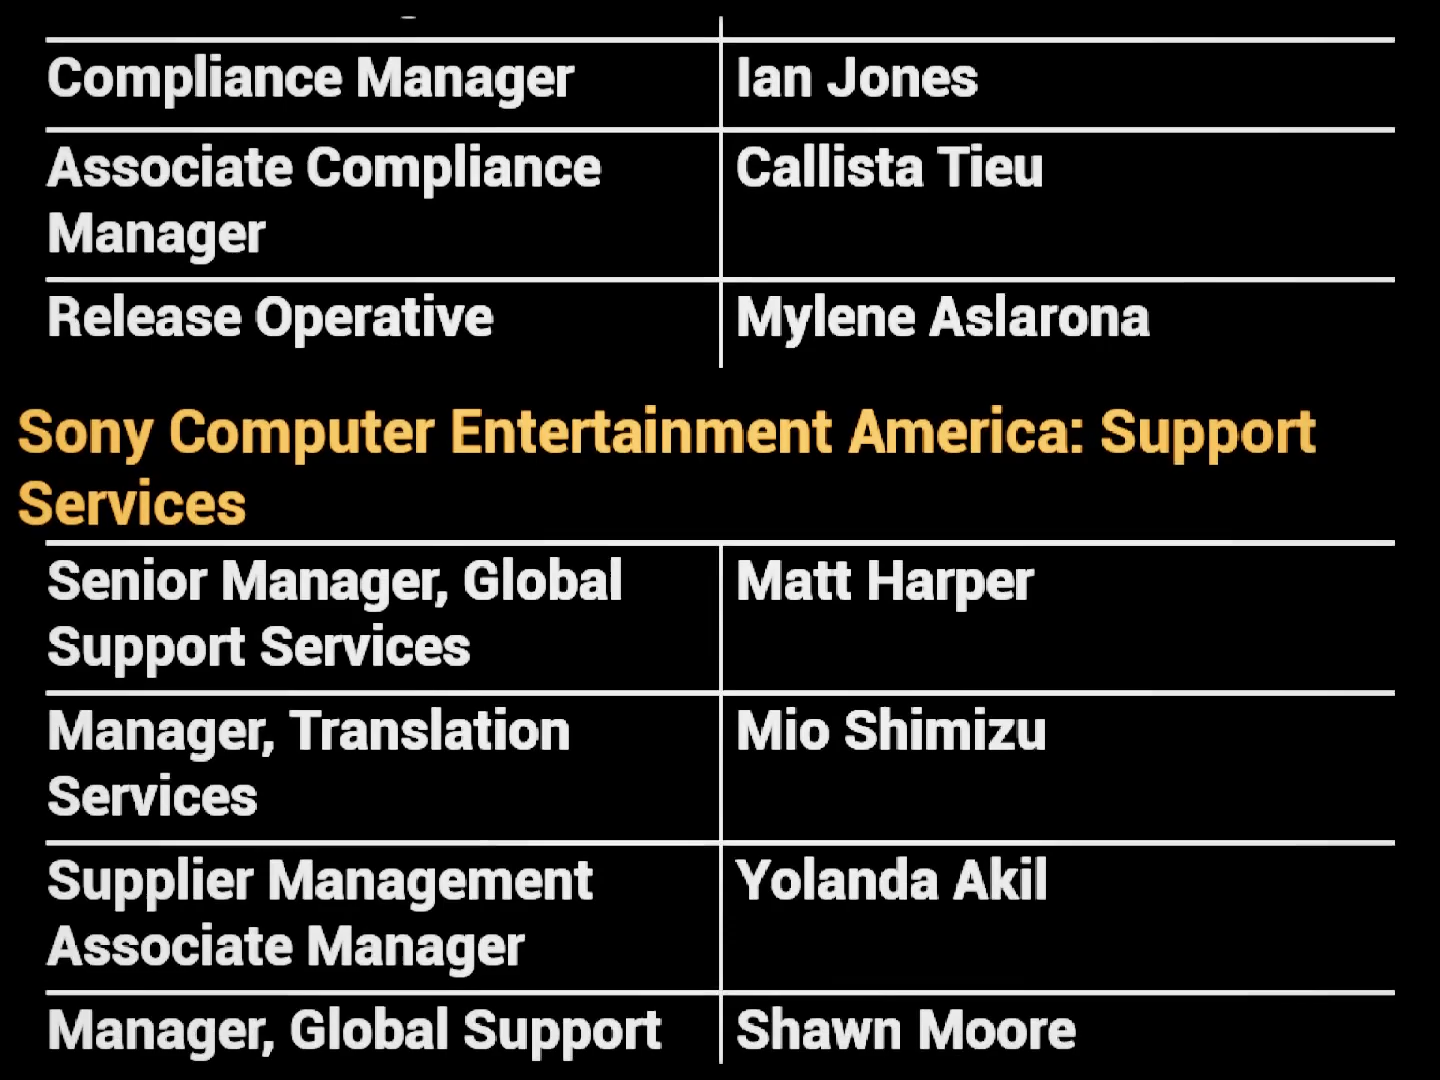 Compliance Manager Ian Jones
Associate Compliance Callista Tieu
Manager
Release Operative Mylene Aslarona
Sony Computer Entertainment America: Support
Services
Senior Manager, Global Matt Harper
Support Services
Manager, Translation Mio Shimizu
Services
Supplier Management Yolanda Akil
Associate Manager
Manager, Global Support Shawn Moore